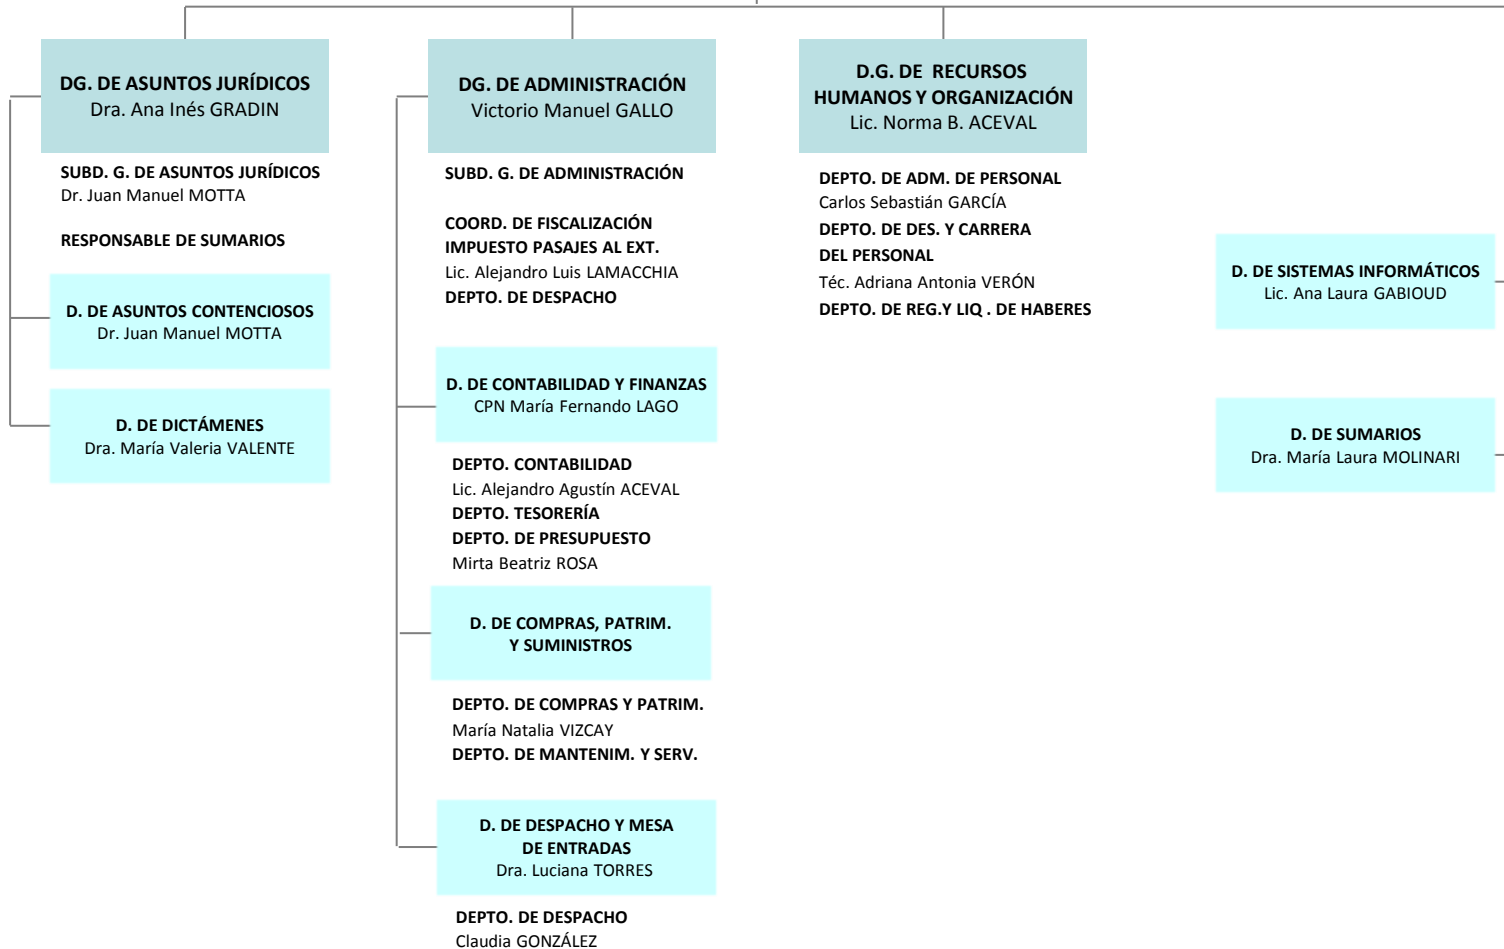 DG. DE ASUNTOS JURÍDICOS
Dra. Ana Inés GRADIN
SUBD. G. DE ASUNTOS JURÍDICOS
Dr. Juan Manuel MOTTA
RESPONSABLE DE SUMARIOS
D. DE ASUNTOS CONTENCIOSOS
Dr. Juan Manuel MOTTA
D. DE DICTÁMENES
Dra. María Valeria VALENTE
DG. DE ADMINISTRACIÓN
Victorio Manuel GALLO
SUBD. G. DE ADMINISTRACIÓN
COORD. DE FISCALIZACIÓN
IMPUESTO PASAJES AL EXT.
Lic. Alejandro Luis LAMACCHIA
DEPTO. DE DESPACHO
D. DE CONTABILIDAD Y FINANZAS
CPN María Fernando LAGO
DEPTO. CONTABILIDAD
Lic. Alejandro Agustín ACEVAL
DEPTO. TESORERÍA
DEPTO. DE PRESUPUESTO
Mirta Beatriz ROSA
D. DE COMPRAS, PATRIM.
Y SUMINISTROS
DEPTO. DE COMPRAS Y PATRIM.
María Natalia VIZCAY
DEPTO. DE MANTENIM. Y SERV.
D. DE DESPACHO Y MESA
DE ENTRADAS
Dra. Luciana TORRES
DEPTO. DE DESPACHO
Claudia GONZÁLEZ
D.G. DE RECURSOS
HUMANOS Y ORGANIZACIÓN
Lic. Norma B. ACEVAL
DEPTO. DE ADM. DE PERSONAL
Carlos Sebastián GARCÍA
DEPTO. DE DES. Y CARRERA
DEL PERSONAL
Téc. Adriana Antonia VERÓN
DEPTO. DE REG.Y LIQ . DE HABERES
D. DE SISTEMAS INFORMÁTICOS
Lic. Ana Laura GABIOUD
D. DE SUMARIOS
Dra. María Laura MOLINARI